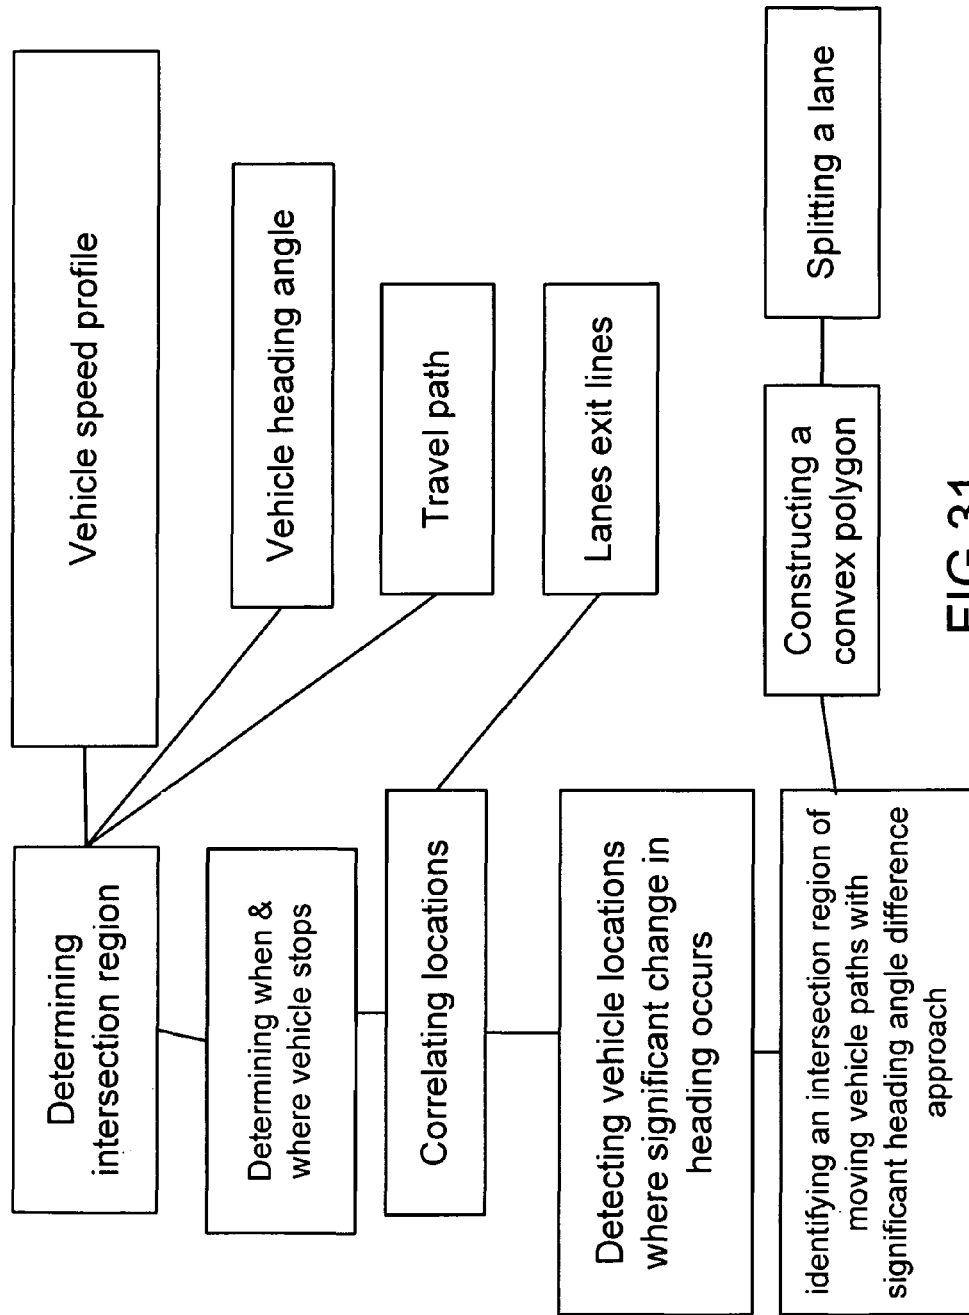 Determining
intersection region
Vehicle speed profile
Vehicle heading angle
Travel path
Determining when &
where vehicle stops
Correlating locations
Lanes exit lines
Detecting vehicle locations
where significant change in
heading occurs
identifying an intersection region of
moving vehicle paths with
significant heading angle difference
approach
Constructing a
convex polygon
Splitting a lane
FIG 31